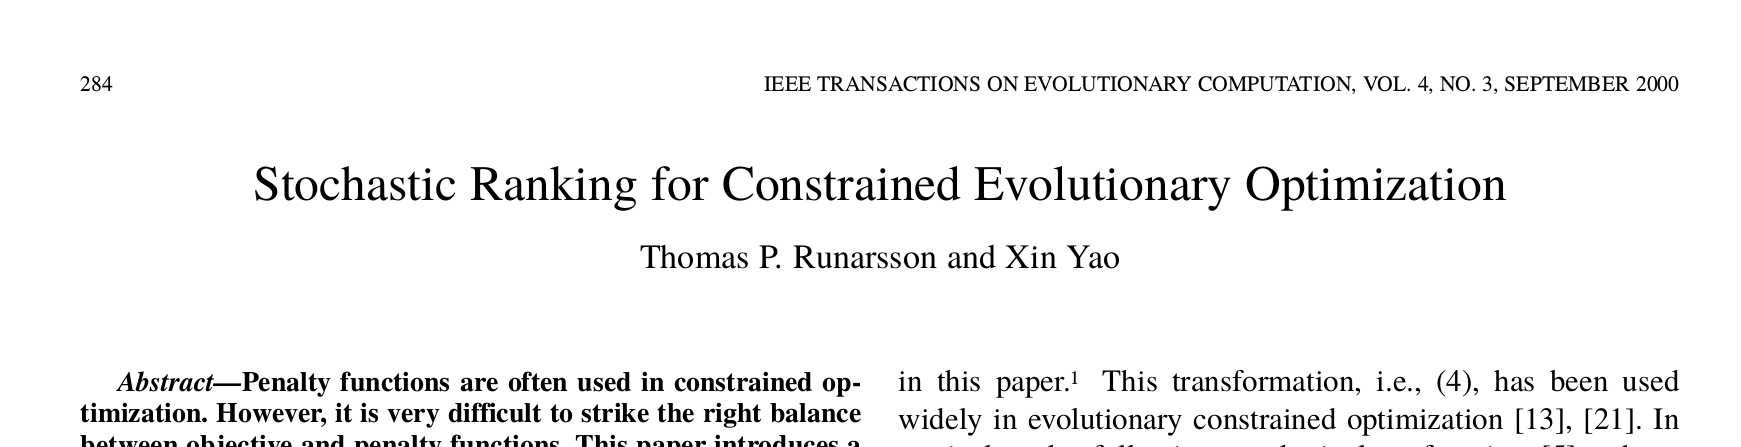 284
IEEE TRANSACTIONS ON EVOLUTIONARY COMPUTATION, VOL. 4, NO. 3, SEPTEMBER 2000
Stochastic Ranking for Constrained Evolutionary Optimization
Thomas P. Runarsson and Xin Yao
Abstract—Penalty functions are often used in constrained op-
timization. However, it is very difficult to strike the right balance
between objective and penalty functions. This paper introduces a
in this paper.¹ This transformation, i.e., (4), has been used
widely in evolutionary constrained optimization [13], [21]. In